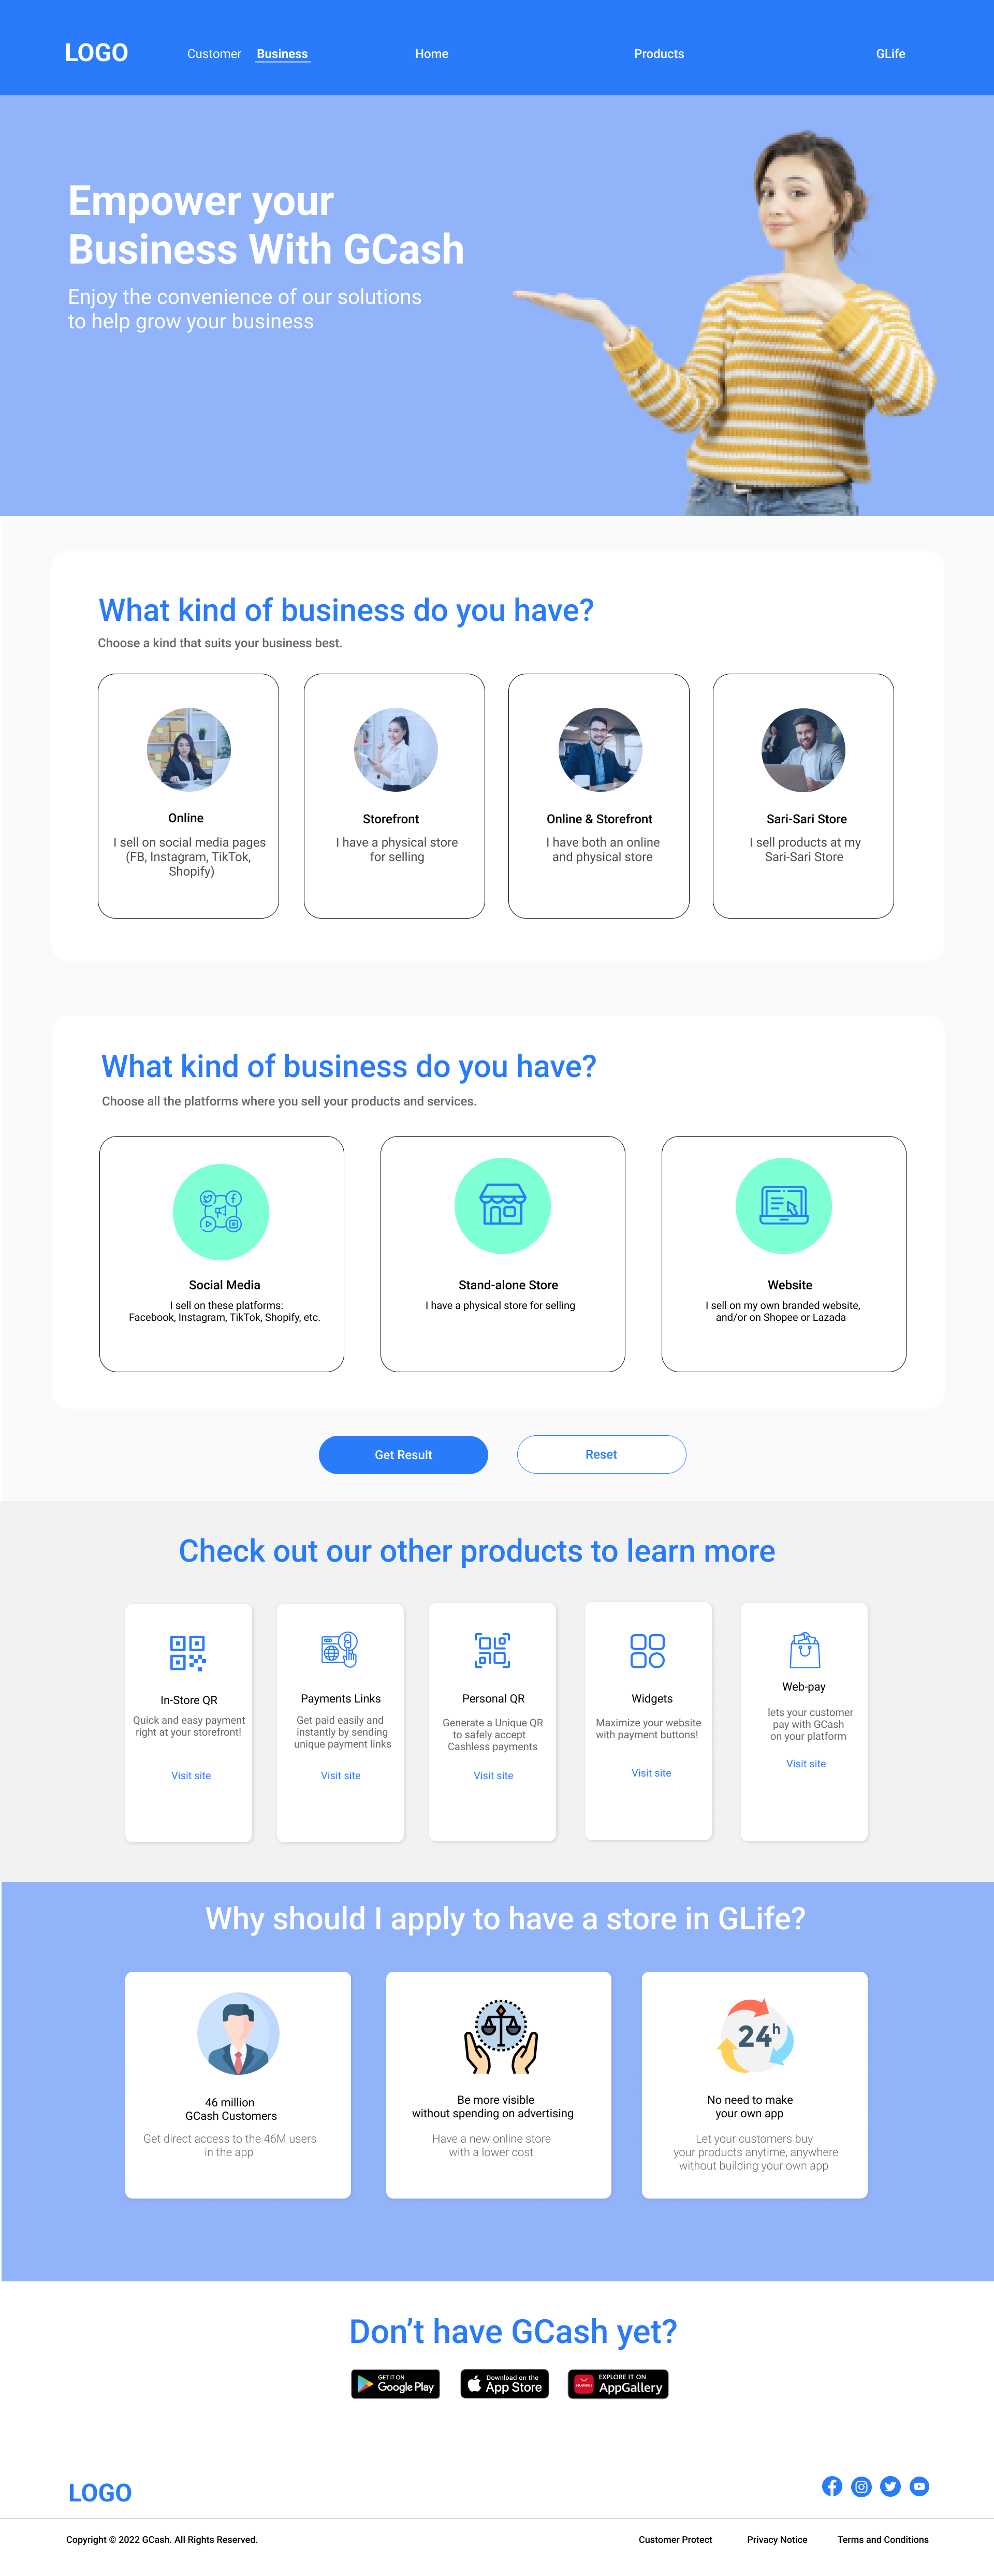 LOGO
Customer
Business
Home
Products
GLife
Empower your
Business With GCash
Enjoy the convenience of our solutions
to help grow your business
What kind of business do you have?
Choose a kind that suits your business best.
Online
I sell on social media pages
(FB, Instagram, TikTok,
Shopify)
Storefront
I have a physical store
for selling
Online & Storefront
I have both an online
and physical store
Sari-Sari Store
I sell products at my
Sari-Sari Store
What kind of business do you have?
Choose all the platforms where you sell your products and services.
Social Media
I sell on these platforms:
Facebook, Instagram, TikTok, Shopify, etc.
Stand-alone Store
I have a physical store for selling
Website
I sell on my own branded website,
and/or on Shopee or Lazada
Get Result
Reset
Check out our other products to learn more
In-Store QR
Quick and easy payment
right at your storefront!
Visit site
Payments Links
Get paid easily and
instantly by sending
unique payment links
Visit site
Personal QR
Generate a Unique QR
to safely accept
Cashless payments
Visit site
Widgets
Maximize your website
with payment buttons!
Visit site
Web-pay
lets your customer
pay with GCash
on your platform
Visit site
Why should I apply to have a store in GLife?
46 million
GCash Customers
Get direct access to the 46M users
in the app
Be more visible
without spending on advertising
Have a new online store
with a lower cost
24h
No need to make
your own app
Let your customers buy
your products anytime, anywhere
without building your own app
Don’t have GCash yet?
GET IT ON
Google Play
Download on the
App Store
HUAWEI
EXPLORE IT ON
AppGallery
LOGO
Copyright © 2022 GCash. All Rights Reserved.
Customer Protect
Privacy Notice
Terms and Conditions